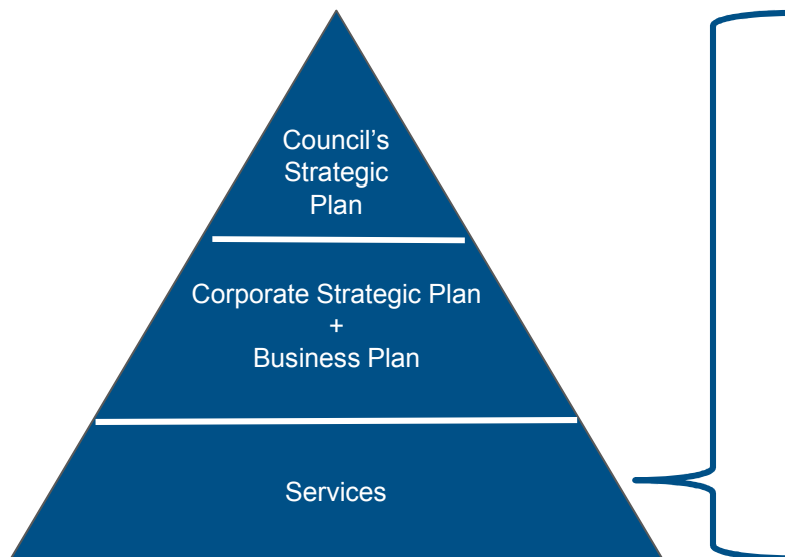 Council’s
Strategic
Plan
Corporate Strategic Plan
+
Business Plan
Services